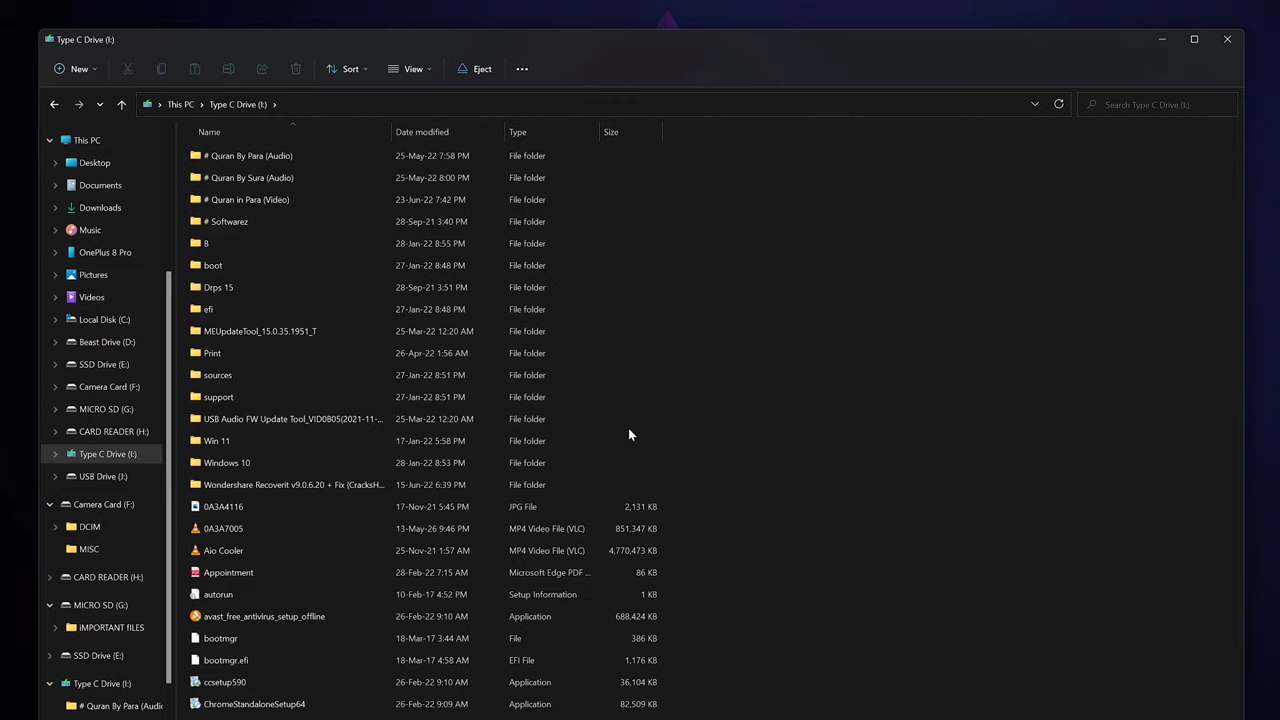 Type C Drive (I:)
New Sort View Eject
This PC Type C Drive (I:) Search Type C Drive (I:)
Name Date modified Type Size
This PC
Desktop
Documents
Downloads
Music
OnePlus 8 Pro
Pictures
Videos
Local Disk (C:)
Beast Drive (D:)
SSD Drive (E:)
Camera Card (F:)
MICRO SD (G:)
CARD READER (H:)
Type C Drive (I:)
USB Drive (J:)
Camera Card (F:)
DCIM
MISC
CARD READER (H:)
MICRO SD (G:)
iMPORTANT fILES
SSD Drive (E:)
Type C Drive (I:)
# Quran By Para (Audio
# Quran By Para (Audio) 25-May-22 7:58 PM File folder
# Quran By Sura (Audio) 25-May-22 8:00 PM File folder
# Quran in Para (Video) 23-Jun-22 7:42 PM File folder
# Softwarez 28-Sep-21 3:40 PM File folder
B 28-Jan-22 8:55 PM File folder
boot 27-Jan-22 8:48 PM File folder
Drps 15 28-Sep-21 3:51 PM File folder
efi 27-Jan-22 8:48 PM File folder
MEUpdateTool_15.0.35.1951_T 25-Mar-22 12:20 AM File folder
Print 26-Apr-22 1:56 AM File folder
sources 27-Jan-22 8:51 PM File folder
support 27-Jan-22 8:51 PM File folder
USB Audio FW Update Tool_VID0B05(2021-11-... 25-Mar-22 12:20 AM File folder
Win 11 17-Jan-22 5:58 PM File folder
Windows 10 28-Jan-22 8:53 PM File folder
Wondershare Recoverit v9.0.6.20 + Fix {CracksH... 15-Jun-22 6:39 PM File folder
0A3A4116 17-Nov-21 5:45 PM JPG File 2,131 KB
0A3A7005 13-May-26 9:46 PM MP4 Video File (VLC) 851,347 KB
Aio Cooler 25-Nov-21 1:57 AM MP4 Video File (VLC) 4,770,473 KB
Appointment 28-Feb-22 7:15 AM Microsoft Edge PDF ... 86 KB
autorun 10-Feb-17 4:52 PM Setup Information 1 KB
avast_free_antivirus_setup_offline 26-Feb-22 9:10 AM Application 688,424 KB
bootmgr 18-Mar-17 3:44 AM File 386 KB
bootmgr.efi 18-Mar-17 4:58 AM EFI File 1,176 KB
ccsetup590 26-Feb-22 9:10 AM Application 36,104 KB
ChromeStandaloneSetup64 26-Feb-22 9:09 AM Application 82,509 KB